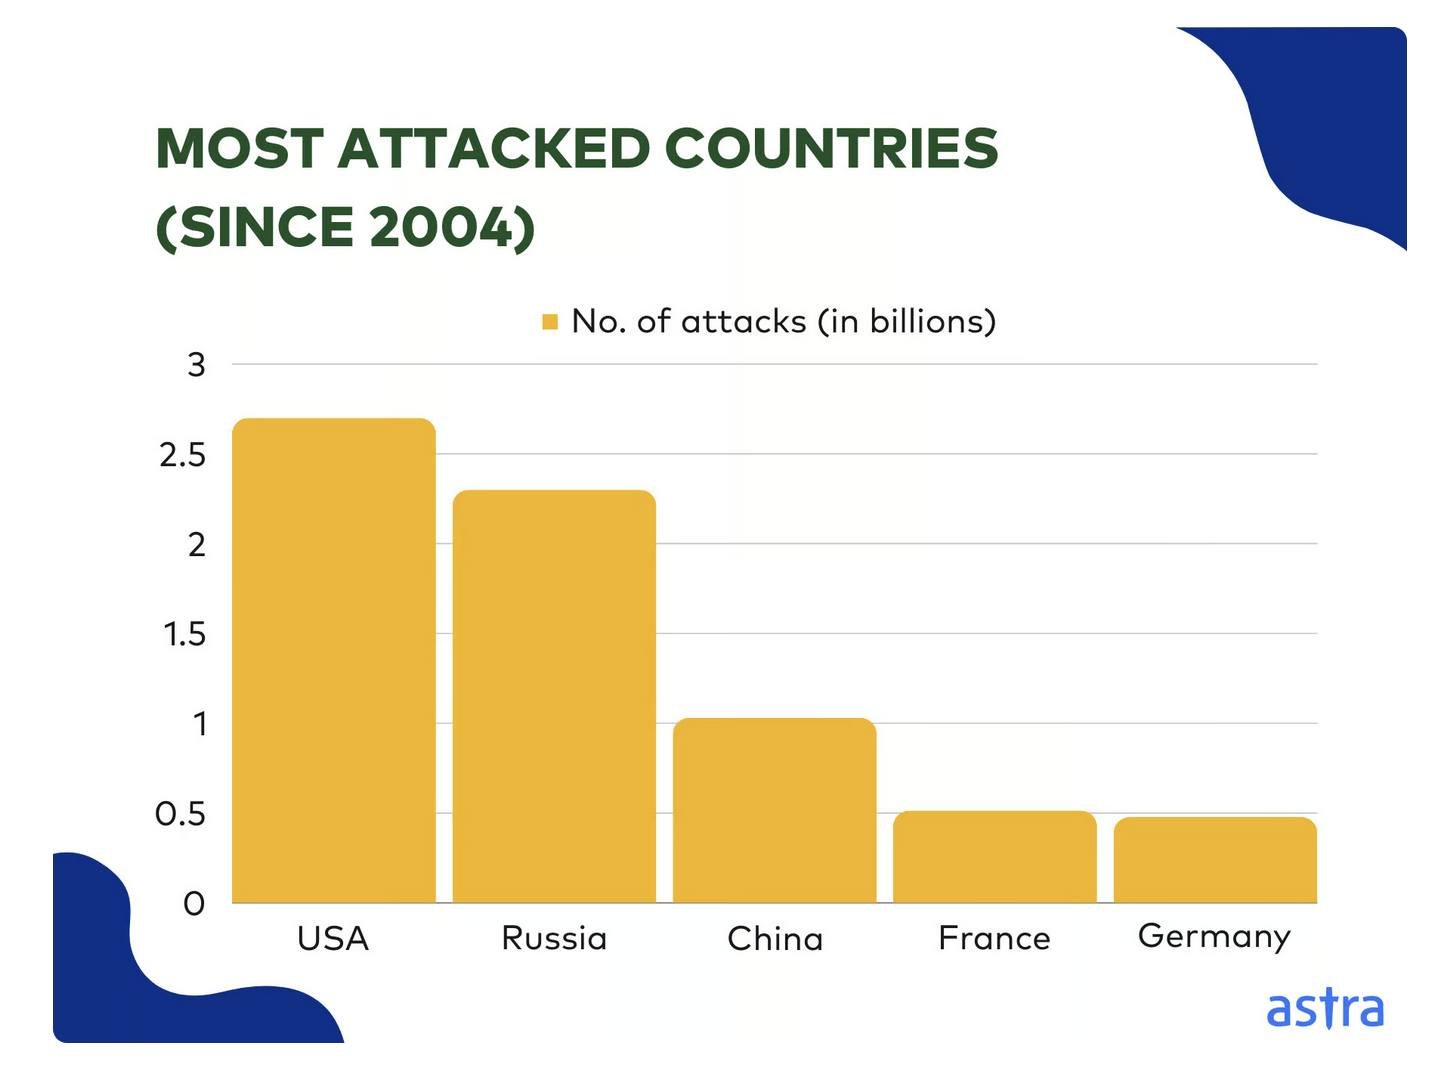 MOST ATTACKED COUNTRIES
(SINCE 2004)
No. of attacks (in billions)
3
2.5
2
1.5
1
0.5
0
USA
Russia
China
France
Germany
astra